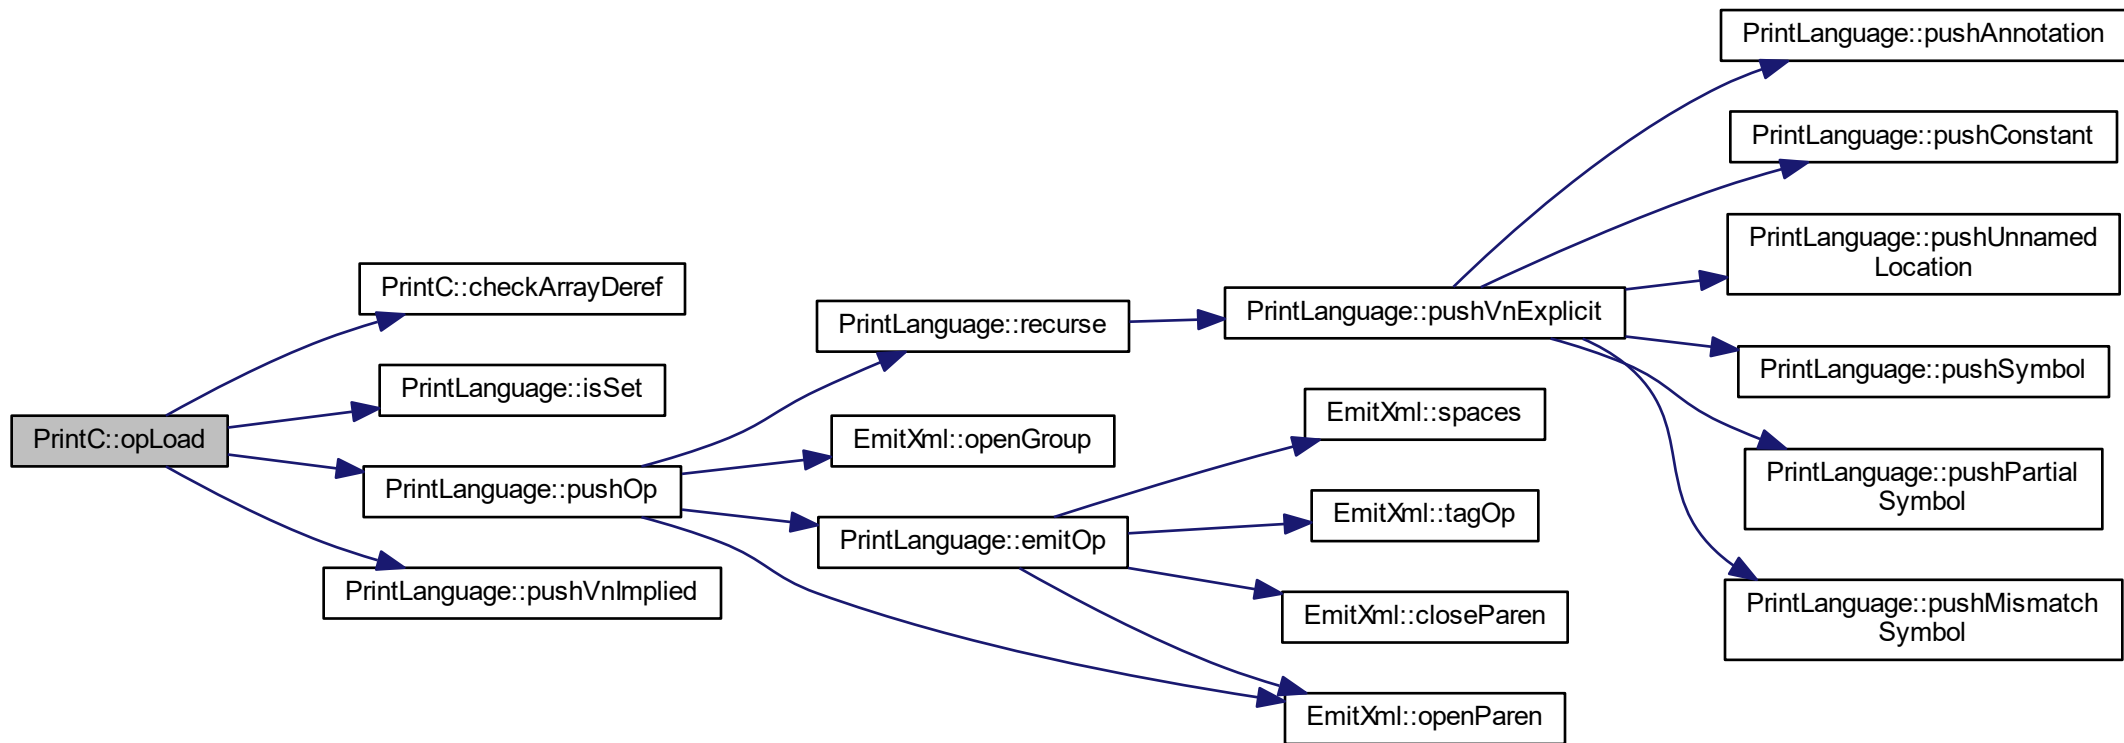 PrintC::opLoad
PrintC::checkArrayDeref
PrintLanguage::isSet
PrintLanguage::pushOp
PrintLanguage::pushVnImplied
PrintLanguage::recurse
EmitXml::openGroup
PrintLanguage::emitOp
PrintLanguage::pushVnExplicit
EmitXml::spaces
EmitXml::tagOp
EmitXml::closeParen
EmitXml::openParen
PrintLanguage::pushAnnotation
PrintLanguage::pushConstant
PrintLanguage::pushUnnamed
Location
PrintLanguage::pushSymbol
PrintLanguage::pushPartial
Symbol
PrintLanguage::pushMismatch
Symbol